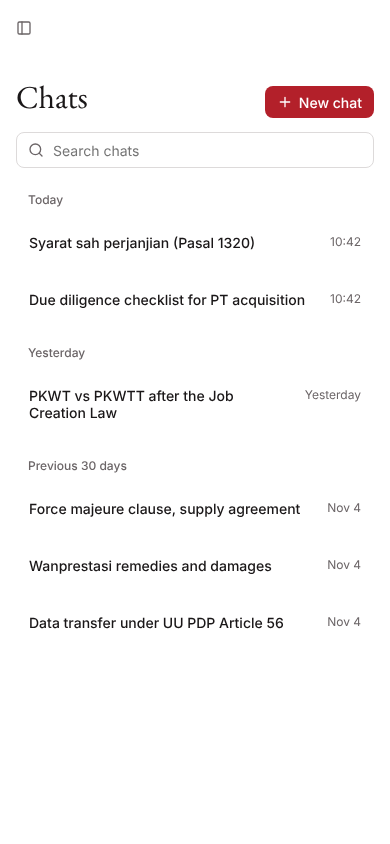 Chats
New chat
Search chats
Today
Syarat sah perjanjian (Pasal 1320) 10:42
Due diligence checklist for PT acquisition 10:42
Yesterday
PKWT vs PKWTT after the Job Yesterday
Creation Law
Previous 30 days
Force majeure clause, supply agreement Nov 4
Wanprestasi remedies and damages Nov 4
Data transfer under UU PDP Article 56 Nov 4